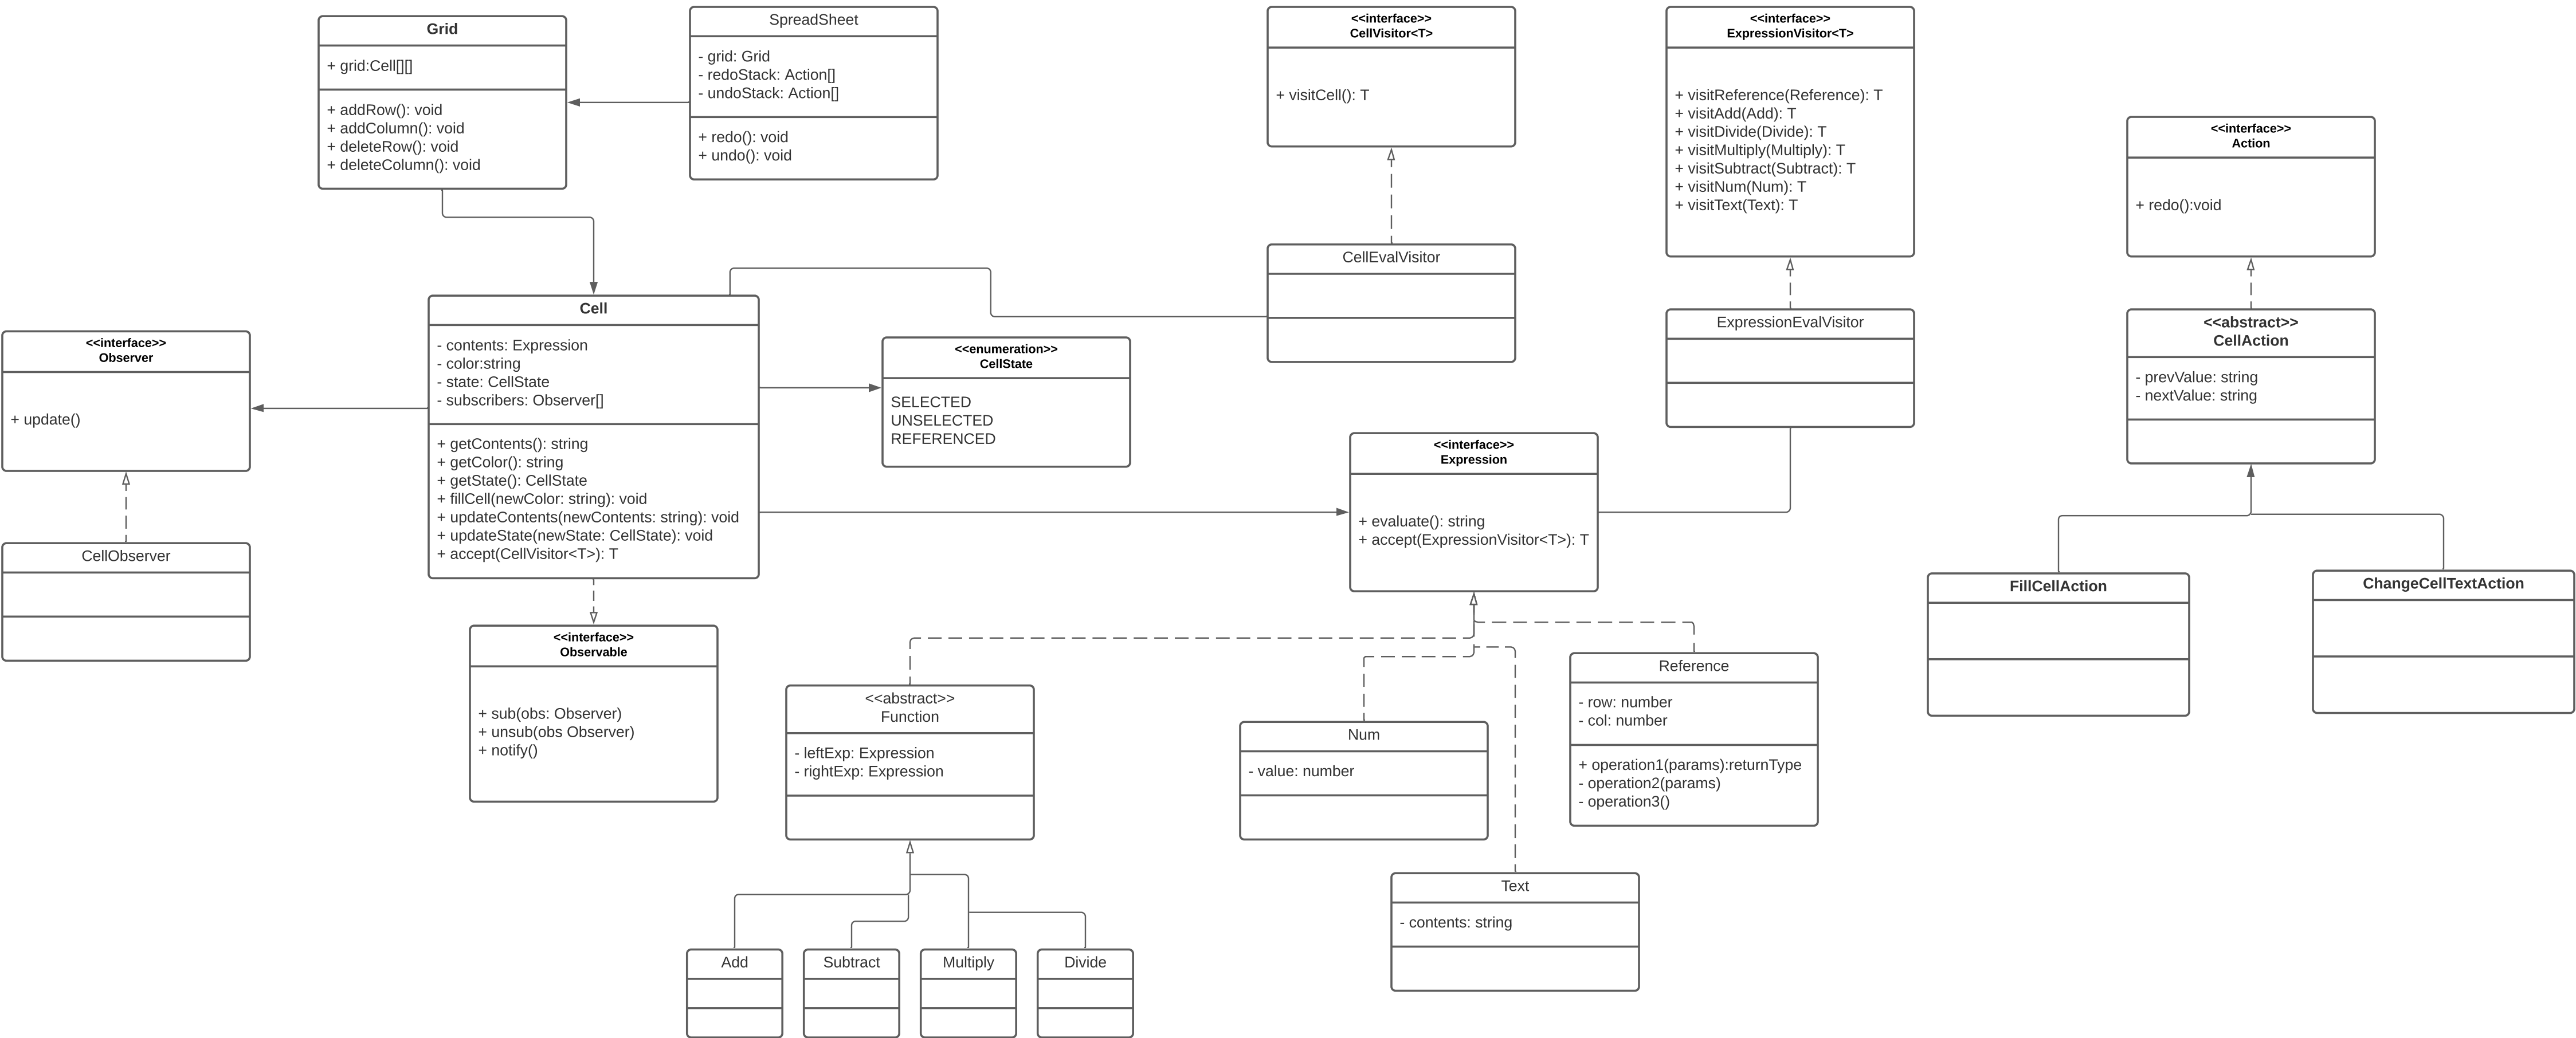 Grid
+ grid:Cell[][]
+ addRow(): void
+ addColumn(): void
+ deleteRow(): void
+ deleteColumn(): void
SpreadSheet
- grid: Grid
- redoStack: Action[]
- undoStack: Action[]
+ redo(): void
+ undo(): void
<<interface>>
CellVisitor<T>
+ visitCell(): T
<<interface>>
ExpressionVisitor<T>
+ visitReference(Reference): T
+ visitAdd(Add): T
+ visitDivide(Divide): T
+ visitMultiply(Multiply): T
+ visitSubtract(Subtract): T
+ visitNum(Num): T
+ visitText(Text): T
<<interface>>
Action
+ redo():void
CellEvalVisitor
ExpressionEvalVisitor
<<abstract>>
CellAction
- prevValue: string
- nextValue: string
<<interface>>
Observer
+ update()
Cell
- contents: Expression
- color:string
- state: CellState
- subscribers: Observer[]
+ getContents(): string
+ getColor(): string
+ getState(): CellState
+ fillCell(newColor: string): void
+ updateContents(newContents: string): void
+ updateState(newState: CellState): void
+ accept(CellVisitor<T>): T
<<enumeration>>
CellState
SELECTED
UNSELECTED
REFERENCED
<<interface>>
Expression
+ evaluate(): string
+ accept(ExpressionVisitor<T>): T
CellObserver
<<interface>>
Observable
+ sub(obs: Observer)
+ unsub(obs Observer)
+ notify()
FillCellAction
ChangeCellTextAction
<<abstract>>
Function
- leftExp: Expression
- rightExp: Expression
Num
- value: number
Reference
- row: number
- col: number
+ operation1(params):returnType
- operation2(params)
- operation3()
Text
- contents: string
Add
Subtract
Multiply
Divide